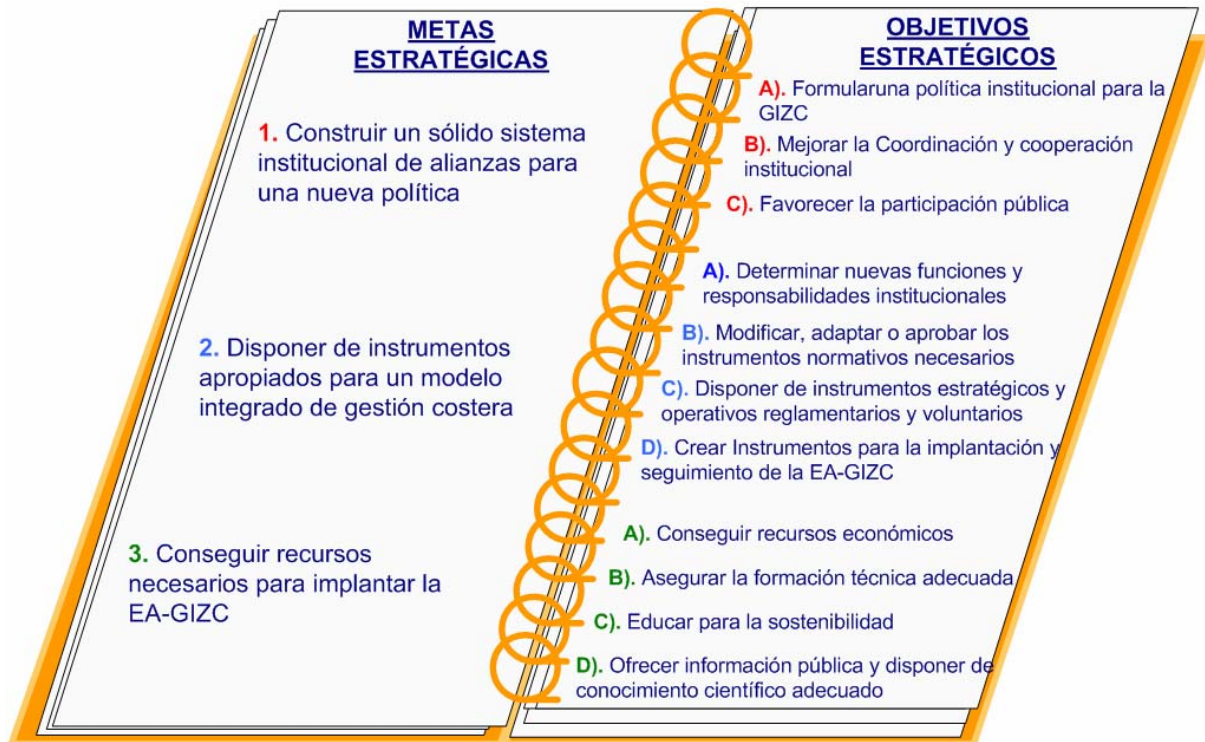 METAS
ESTRATÉGICAS
1. Construir un sólido sistema
institucional de alianzas para
una nueva política
2. Disponer de instrumentos
apropiados para un modelo
integrado de gestión costera
3. Conseguir recursos
necesarios para implantar la
EA-GIZC
OBJETIVOS
ESTRATÉGICOS
A). Formularuna política institucional para la
GIZC
B). Mejorar la Coordinación y cooperación
institucional
C). Favorecer la participación pública
A). Determinar nuevas funciones y
responsabilidades institucionales
B). Modificar, adaptar o aprobar los
instrumentos normativos necesarios
C). Disponer de instrumentos estratégicos y
operativos reglamentarios y voluntarios
D). Crear Instrumentos para la implantación y
seguimiento de la EA-GIZC
A). Conseguir recursos económicos
B). Asegurar la formación técnica adecuada
C). Educar para la sostenibilidad
D). Ofrecer información pública y disponer de
conocimiento científico adecuado